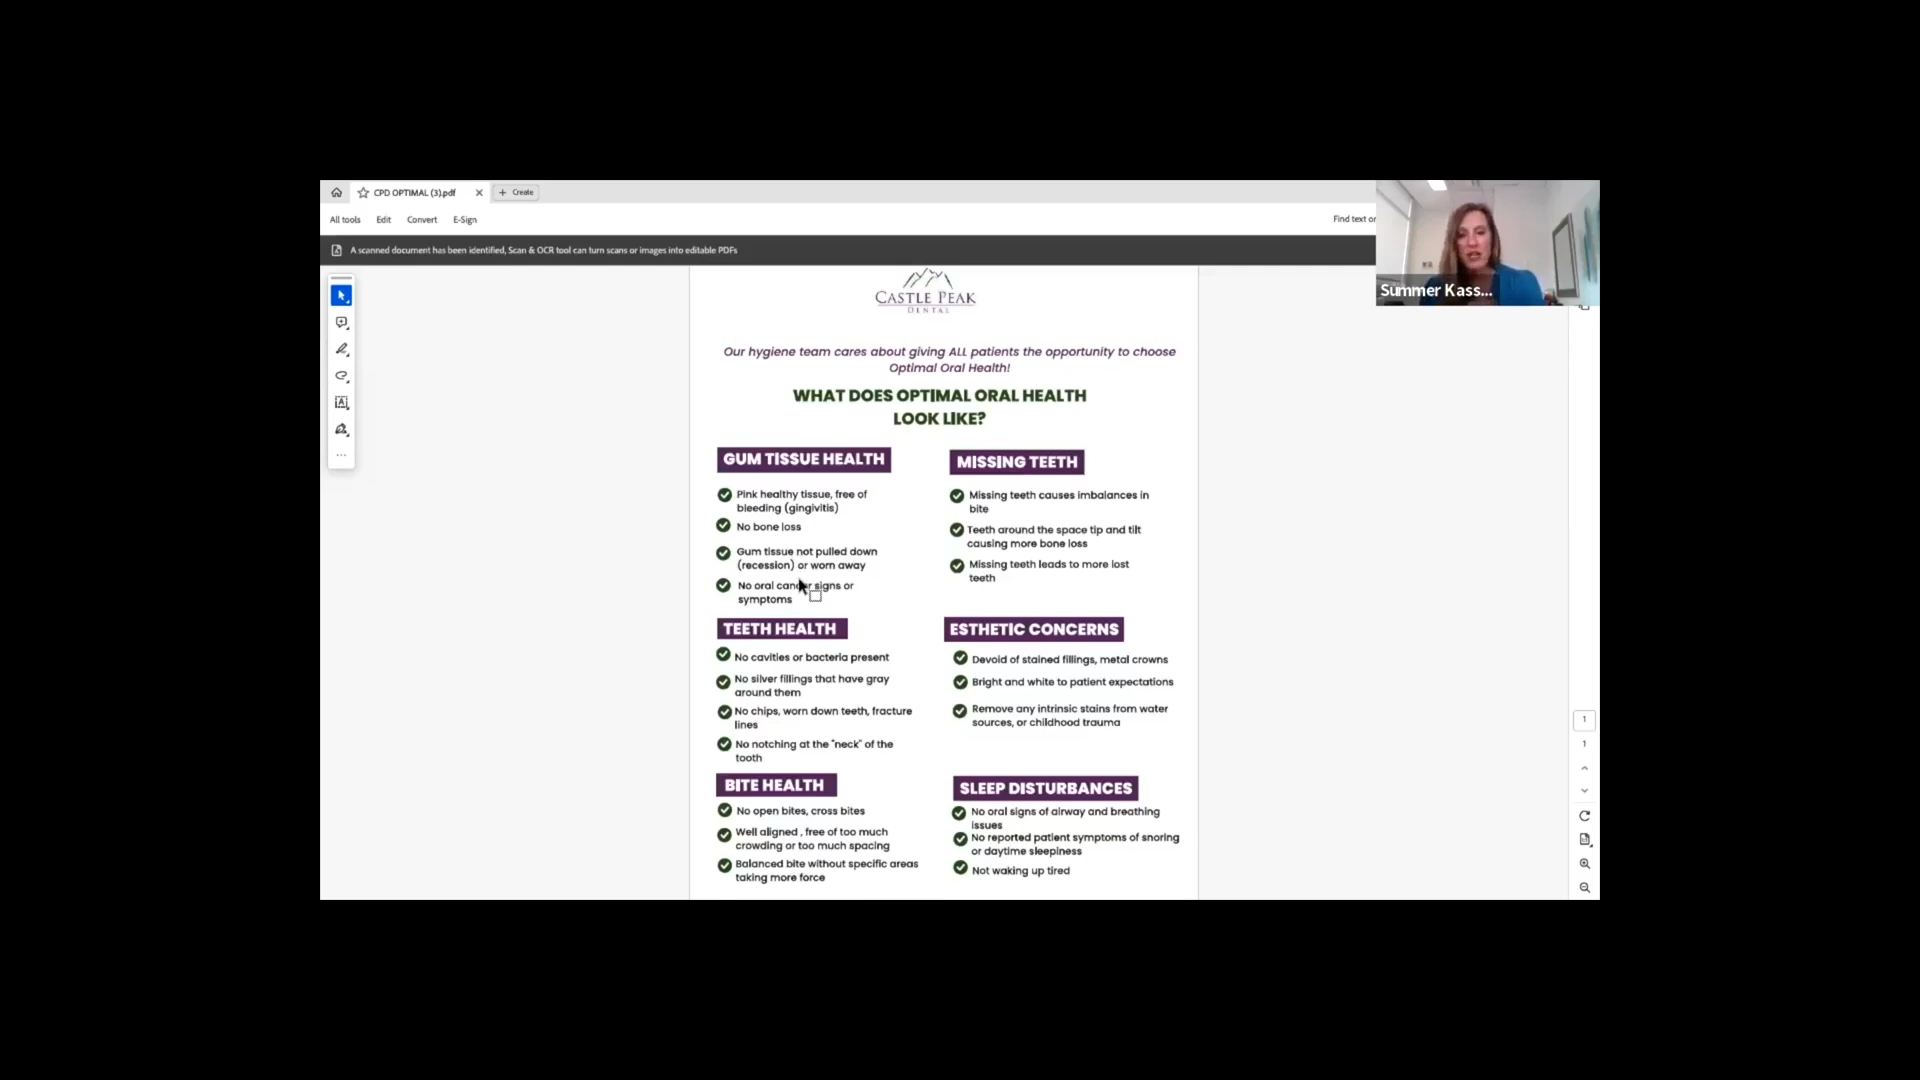 CPD OPTIMAL (3).pdf
Create
All tools
Edit
Convert
E-Sign
Find text or
A scanned document has been identified, Scan & OCR tool can turn scans or images into editable PDFs
Summer Kass...
CASTLE PEAK
DENTAL
Our hygiene team cares about giving ALL patients the opportunity to choose
Optimal Oral Health!
WHAT DOES OPTIMAL ORAL HEALTH
LOOK LIKE?
GUM TISSUE HEALTH
Pink healthy tissue, free of
bleeding (gingivitis)
No bone loss
Gum tissue not pulled down
(recession) or worn away
No oral cancer signs or
symptoms
MISSING TEETH
Missing teeth causes imbalances in
bite
Teeth around the space tip and tilt
causing more bone loss
Missing teeth leads to more lost
teeth
TEETH HEALTH
No cavities or bacteria present
No silver fillings that have gray
around them
No chips, worn down teeth, fracture
lines
No notching at the "neck" of the
tooth
ESTHETIC CONCERNS
Devoid of stained fillings, metal crowns
Bright and white to patient expectations
Remove any intrinsic stains from water
sources, or childhood trauma
BITE HEALTH
No open bites, cross bites
Well aligned , free of too much
crowding or too much spacing
Balanced bite without specific areas
taking more force
SLEEP DISTURBANCES
No oral signs of airway and breathing
issues
No reported patient symptoms of snoring
or daytime sleepiness
Not waking up tired
1
1